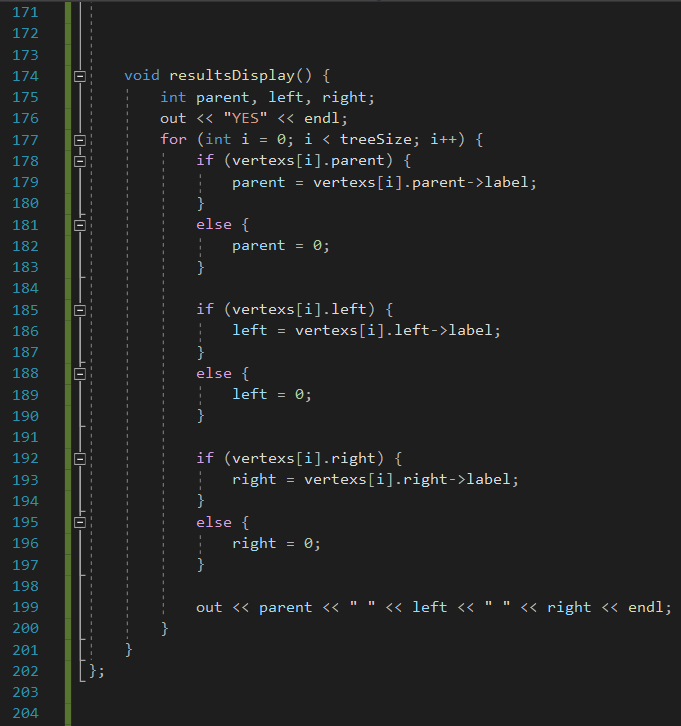 171
172
173
174 void resultsDisplay() {
175 int parent, left, right;
176 out << "YES" << endl;
177 for (int i = 0; i < treeSize; i++) {
178 if (vertexs[i].parent) {
179 parent = vertexs[i].parent->label;
180 }
181 else {
182 parent = 0;
183 }
184
185 if (vertexs[i].left) {
186 left = vertexs[i].left->label;
187 }
188 else {
189 left = 0;
190 }
191
192 if (vertexs[i].right) {
193 right = vertexs[i].right->label;
194 }
195 else {
196 right = 0;
197 }
198
199 out << parent << " " << left << " " << right << endl;
200 }
201 }
202 };
203
204